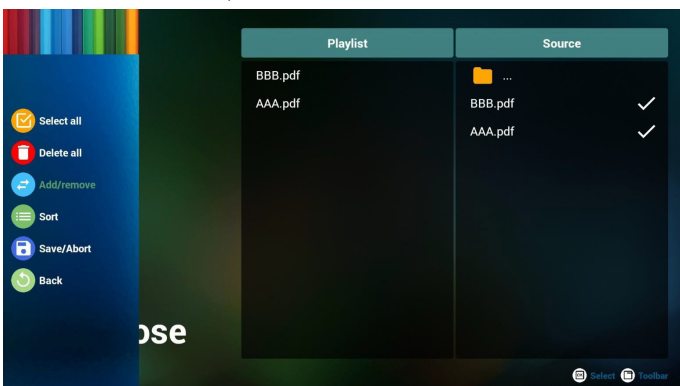 Playlist
Source
BBB.pdf
AAA.pdf
...
BBB.pdf
AAA.pdf
Select all
Delete all
Add/remove
Sort
Save/Abort
Back
ose
Select
Toolbar